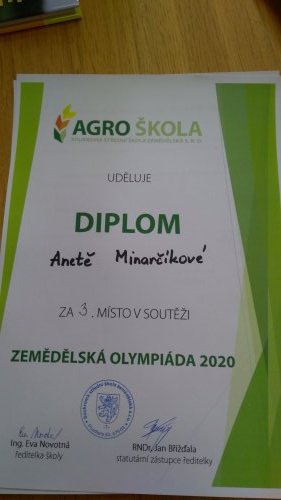 AGRO ŠKOLA
SOUKROMÁ STŘEDNÍ ŠKOLA ZEMĚDĚLSKÁ S. R. O.
UDĚLUJE
DIPLOM
Anetě Minarčíkové
ZA 3. MÍSTO V SOUTĚŽI
ZEMĚDĚLSKÁ OLYMPIÁDA 2020
Ing. Eva Novotná
ředitelka školy
RNDr. Jan Břižďala
statutární zástupce ředitelky